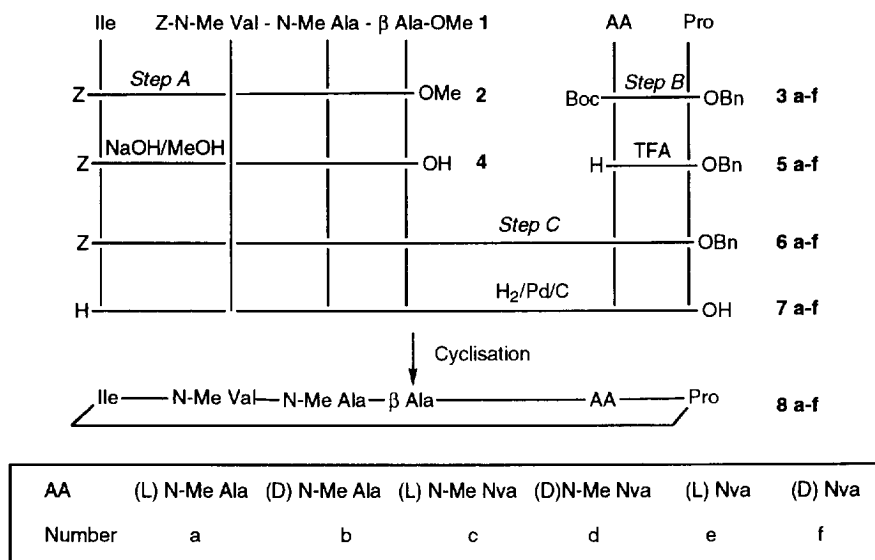 Ile Z-N-Me Val - N-Me Ala - β Ala-OMe 1 AA Pro
Z Step A OMe 2 Boc Step B OBn 3 a-f
Z NaOH/MeOH OH 4 H TFA OBn 5 a-f
Z Step C OBn 6 a-f
H H₂/Pd/C OH 7 a-f
Cyclisation
Ile N-Me Val N-Me Ala β Ala AA Pro 8 a-f
AA (L) N-Me Ala (D) N-Me Ala (L) N-Me Nva (D)N-Me Nva (L) Nva (D) Nva
Number a b c d e f